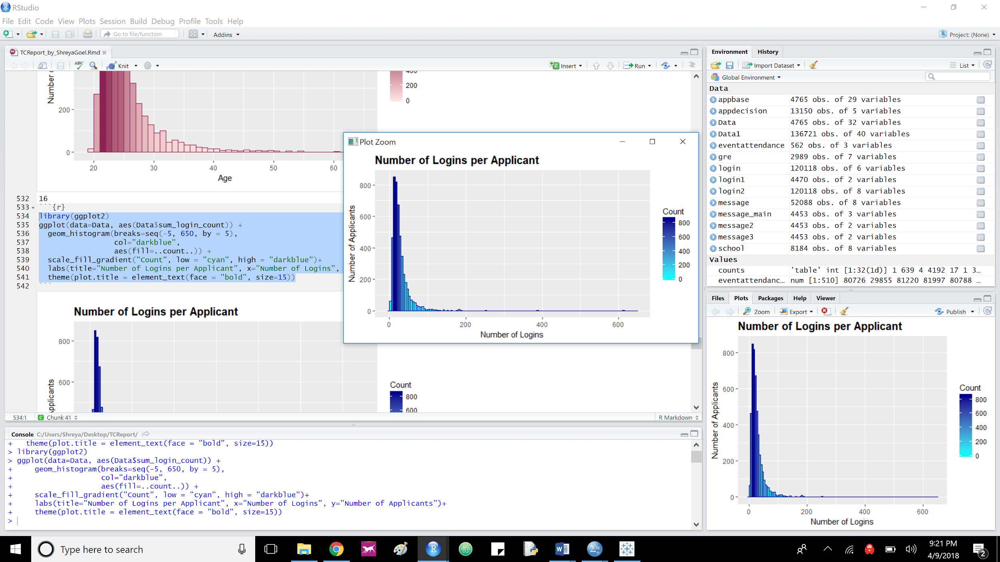 RStudio
File Edit Code View Plots Session Build Debug Profile Tools Help
Go to file/function
Addins
Project: (None)
TCReport_by_ShreyaGoel.Rmd
ABC
Knit
Insert
Run
Number c
200
0
20
30
40
50
60
Age
400
200
0
532 16
533 ```{r}
534 library(ggplot2)
535 ggplot(data=Data, aes(Data$sum_login_count)) +
536 geom_histogram(breaks=seq(-5, 650, by = 5),
537 col="darkblue",
538 aes(fill=..count..)) +
539 scale_fill_gradient("Count", low = "cyan", high = "darkblue")+
540 labs(title="Number of Logins per Applicant", x="Number of Logins",
541 theme(plot.title = element_text(face = "bold", size=15))
542 ```
Number of Logins per Applicant
800
600
pplicants
Count
800
600
534:1
Chunk 41
R Markdown
Plot Zoom
Number of Logins per Applicant
Number of Applicants
800
600
400
200
0
0
200
400
600
Number of Logins
Count
800
600
400
200
0
Console C:/Users/Shreya/Desktop/TCReport/
+ theme(plot.title = element_text(face = "bold", size=15))
> library(ggplot2)
> ggplot(data=Data, aes(Data$sum_login_count)) +
+ geom_histogram(breaks=seq(-5, 650, by = 5),
+ col="darkblue",
+ aes(fill=..count..)) +
+ scale_fill_gradient("Count", low = "cyan", high = "darkblue")+
+ labs(title="Number of Logins per Applicant", x="Number of Logins", y="Number of Applicants")+
+ theme(plot.title = element_text(face = "bold", size=15))
>
Environment History
Import Dataset
List
Global Environment
Data
appbase 4765 obs. of 29 variables
appdecision 13150 obs. of 5 variables
Data 4765 obs. of 32 variables
Data1 136721 obs. of 40 variables
eventattendance 562 obs. of 3 variables
gre 2989 obs. of 7 variables
login 120118 obs. of 6 variables
login1 4470 obs. of 2 variables
login2 120118 obs. of 8 variables
message 52088 obs. of 8 variables
message_main 4453 obs. of 3 variables
message2 4453 obs. of 2 variables
message3 4453 obs. of 2 variables
school 8184 obs. of 8 variables
Values
counts 'table' int [1:32(1d)] 1 639 4 4192 17 1 3…
eventattendanc… num [1:510] 80726 29855 81220 81997 80788 …
Files Plots Packages Help Viewer
Zoom
Export
Publish
Number of Logins per Applicant
Number of Applicants
800
600
400
200
0
0
200
400
600
Number of Logins
Count
800
600
400
200
0
Type here to search
9:21 PM
4/9/2018
2